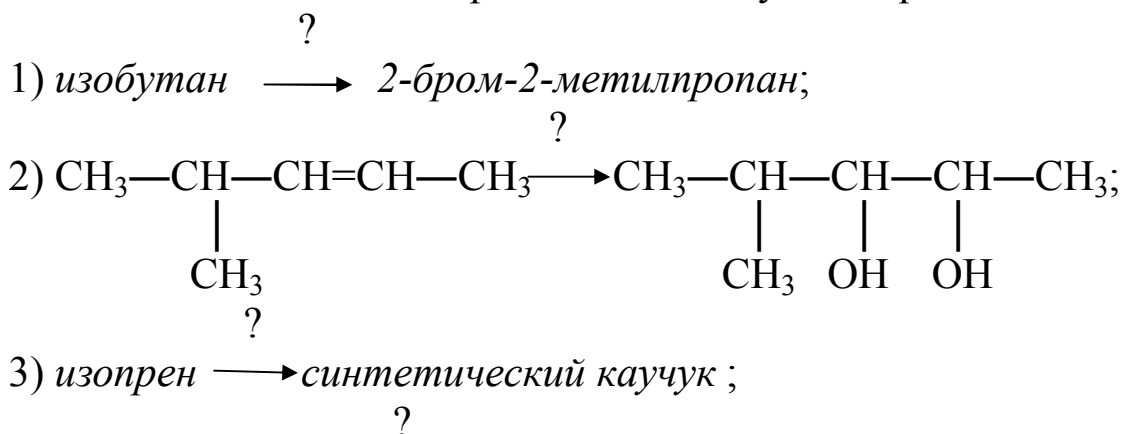 ?
1) изобутан ⟶ 2-бром-2-метилпропан;
?
2) CH₃—CH—CH=CH—CH₃⟶CH₃—CH—CH—CH—CH₃;
CH₃ CH₃ OH OH
?
3) изопрен ⟶синтетический каучук ;
?